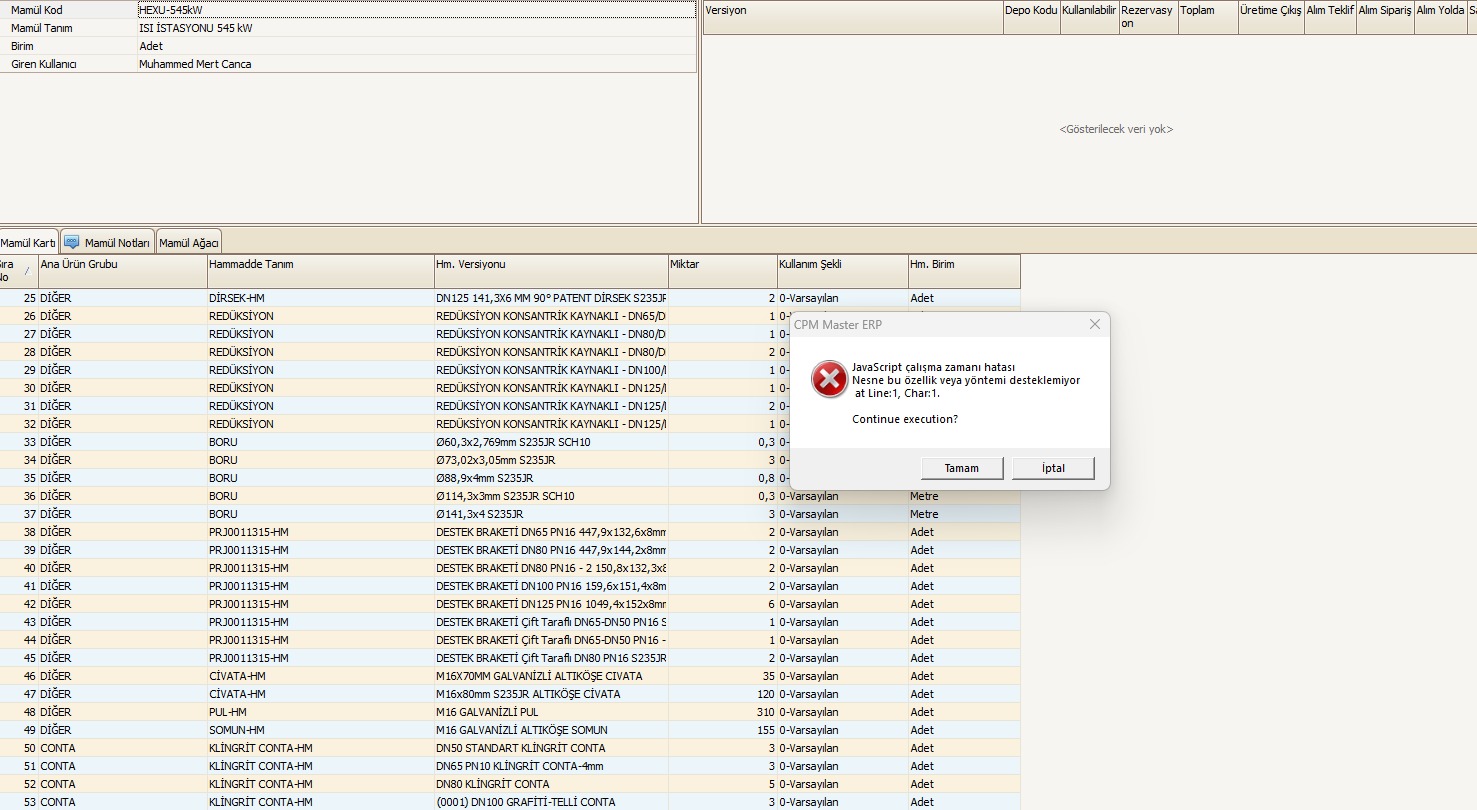 Mamül Kod HEXU-545kW
Mamül Tanım ISI İSTASYONU 545 kW
Birim Adet
Giren Kullanıcı Muhammed Mert Canca
Versiyon Depo Kodu Kullanılabilir Rezervasy on Toplam Üretime Çıkış Alım Teklif Alım Sipariş Alım Yolda
<Gösterilecek veri yok>
Mamül Kartı Mamül Notları Mamül Ağacı
No Ana Ürün Grubu Hammadde Tanım Hm. Versiyonu Miktar Kullanım Şekli Hm. Birim
25 DİĞER DİRSEK-HM DN125 141,3X6 MM 90° PATENT DİRSEK S235JR 2 0-Varsayılan Adet
26 DİĞER REDÜKSİYON REDÜKSİYON KONSANTRİK KAYNAKLI - DN65/D 1 0-
27 DİĞER REDÜKSİYON REDÜKSİYON KONSANTRİK KAYNAKLI - DN80/D 1 0-
28 DİĞER REDÜKSİYON REDÜKSİYON KONSANTRİK KAYNAKLI - DN80/D 2 0-
29 DİĞER REDÜKSİYON REDÜKSİYON KONSANTRİK KAYNAKLI - DN100/ 1 0-
30 DİĞER REDÜKSİYON REDÜKSİYON KONSANTRİK KAYNAKLI - DN125/ 1 0-
31 DİĞER REDÜKSİYON REDÜKSİYON KONSANTRİK KAYNAKLI - DN125/ 2 0-
32 DİĞER REDÜKSİYON REDÜKSİYON KONSANTRİK KAYNAKLI - DN125/ 1 0-
33 DİĞER BORU Ø60,3x2,769mm S235JR SCH10 0,3 0-
34 DİĞER BORU Ø73,02x3,05mm S235JR 3 0-
35 DİĞER BORU Ø88,9x4mm S235JR 0,8 0-
36 DİĞER BORU Ø114,3x3mm S235JR SCH10 0,3 0-Varsayılan Metre
37 DİĞER BORU Ø141,3x4 S235JR 3 0-Varsayılan Metre
38 DİĞER PRJ0011315-HM DESTEK BRAKETİ DN65 PN16 447,9x132,6x8mm 2 0-Varsayılan Adet
39 DİĞER PRJ0011315-HM DESTEK BRAKETİ DN80 PN16 447,9x144,2x8mm 2 0-Varsayılan Adet
40 DİĞER PRJ0011315-HM DESTEK BRAKETİ DN80 PN16 - 2 150,8x132,3x8 2 0-Varsayılan Adet
41 DİĞER PRJ0011315-HM DESTEK BRAKETİ DN100 PN16 159,6x151,4x8m 2 0-Varsayılan Adet
42 DİĞER PRJ0011315-HM DESTEK BRAKETİ DN125 PN16 1049,4x152x8mm 6 0-Varsayılan Adet
43 DİĞER PRJ0011315-HM DESTEK BRAKETİ Çift Taraflı DN65-DN50 PN16 S 1 0-Varsayılan Adet
44 DİĞER PRJ0011315-HM DESTEK BRAKETİ Çift Taraflı DN65-DN50 PN16 - 1 0-Varsayılan Adet
45 DİĞER PRJ0011315-HM DESTEK BRAKETİ Çift Taraflı DN80 PN16 S235JR 2 0-Varsayılan Adet
46 DİĞER CİVATA-HM M16X70MM GALVANİZLİ ALTIKÖŞE CIVATA 35 0-Varsayılan Adet
47 DİĞER CİVATA-HM M16x80mm S235JR ALTIKÖŞE CİVATA 120 0-Varsayılan Adet
48 DİĞER PUL-HM M16 GALVANİZLİ PUL 310 0-Varsayılan Adet
49 DİĞER SOMUN-HM M16 GALVANİZLİ ALTIKÖŞE SOMUN 155 0-Varsayılan Adet
50 CONTA KLİNGRİT CONTA-HM DN50 STANDART KLİNGRİT CONTA 3 0-Varsayılan Adet
51 CONTA KLİNGRİT CONTA-HM DN65 PN10 KLİNGRİT CONTA-4mm 3 0-Varsayılan Adet
52 CONTA KLİNGRİT CONTA-HM DN80 KLİNGRİT CONTA 5 0-Varsayılan Adet
53 CONTA KLİNGRİT CONTA-HM (0001) DN100 GRAFİTİ-TELLİ CONTA 3 0-Varsayılan Adet
CPM Master ERP
JavaScript çalışma zamanı hatası
Nesne bu özellik veya yöntemi desteklemiyor
at Line:1, Char:1.
Continue execution?
Tamam İptal